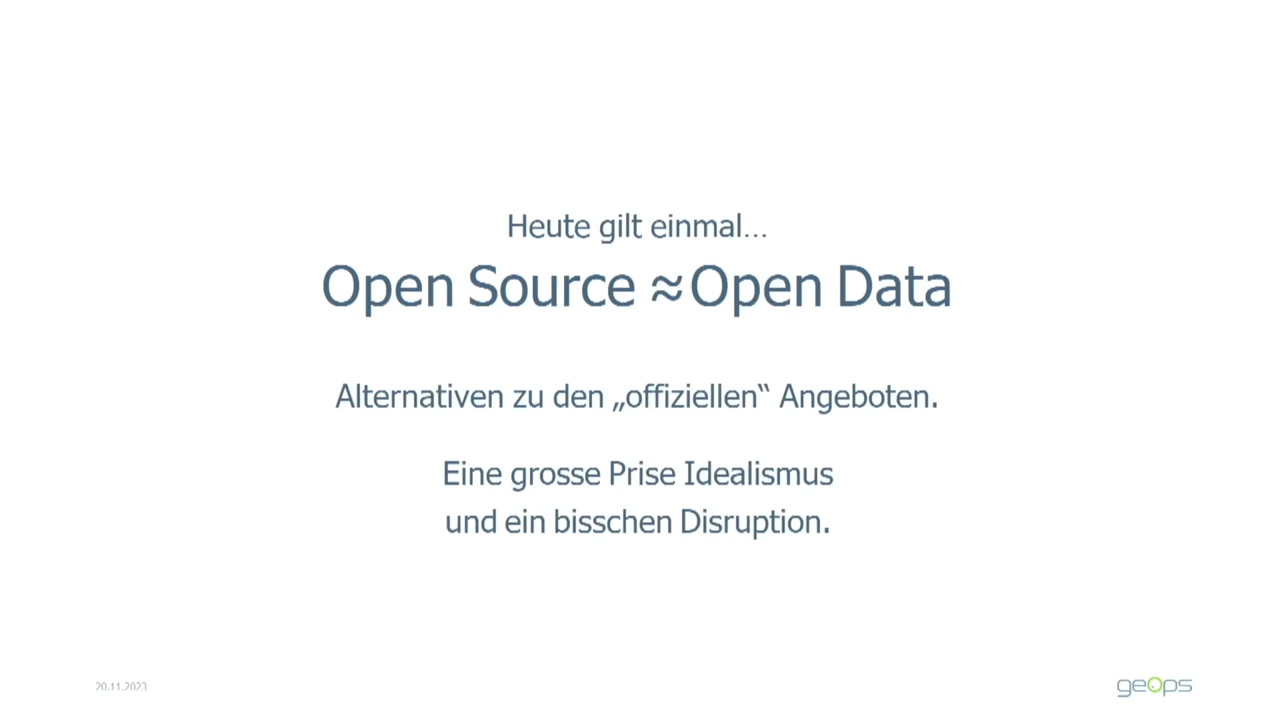 Heute gilt einmal...
Open Source ≈ Open Data
Alternativen zu den „offiziellen“ Angeboten.
Eine grosse Prise Idealismus
und ein bisschen Disruption.
20.11.2023
geOps